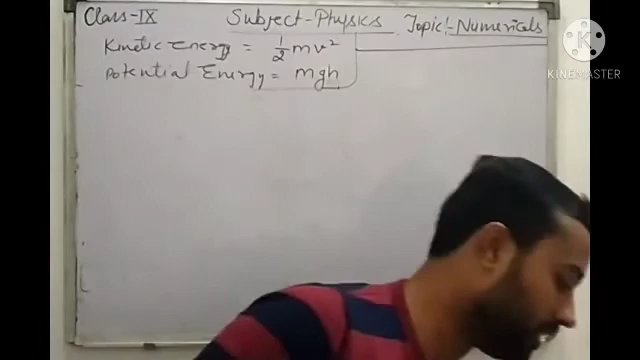 Class-IX Subject-Physics Topic:-Numericals
Kinetic Energy = 1/2 mv²
Potential Energy = mgh
K
KINEMASTER